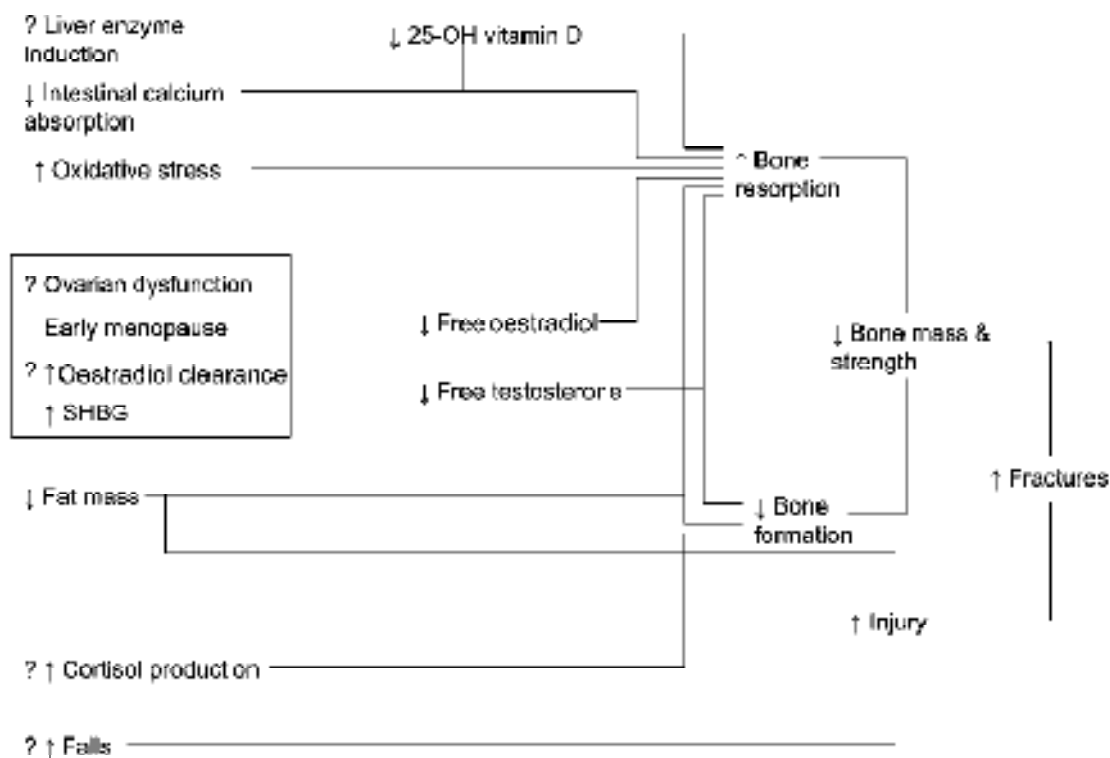 ? Liver enzyme
Induction
↓ 25-OH vitamin D
↓ Intestinal calcium
absorption
↑ Oxidative stress
↑ Bone
resorption
? Ovarian dysfunction
Early menopause
? ↑Oestradiol clearance
↑ SHBG
↓ Free oestradiol
↓ Free testosterone
↓ Bone mass &
strength
↓ Fat mass
↓ Bone
formation
↑ Fractures
↑ Injury
? ↑ Cortisol production
? ↑ Falls